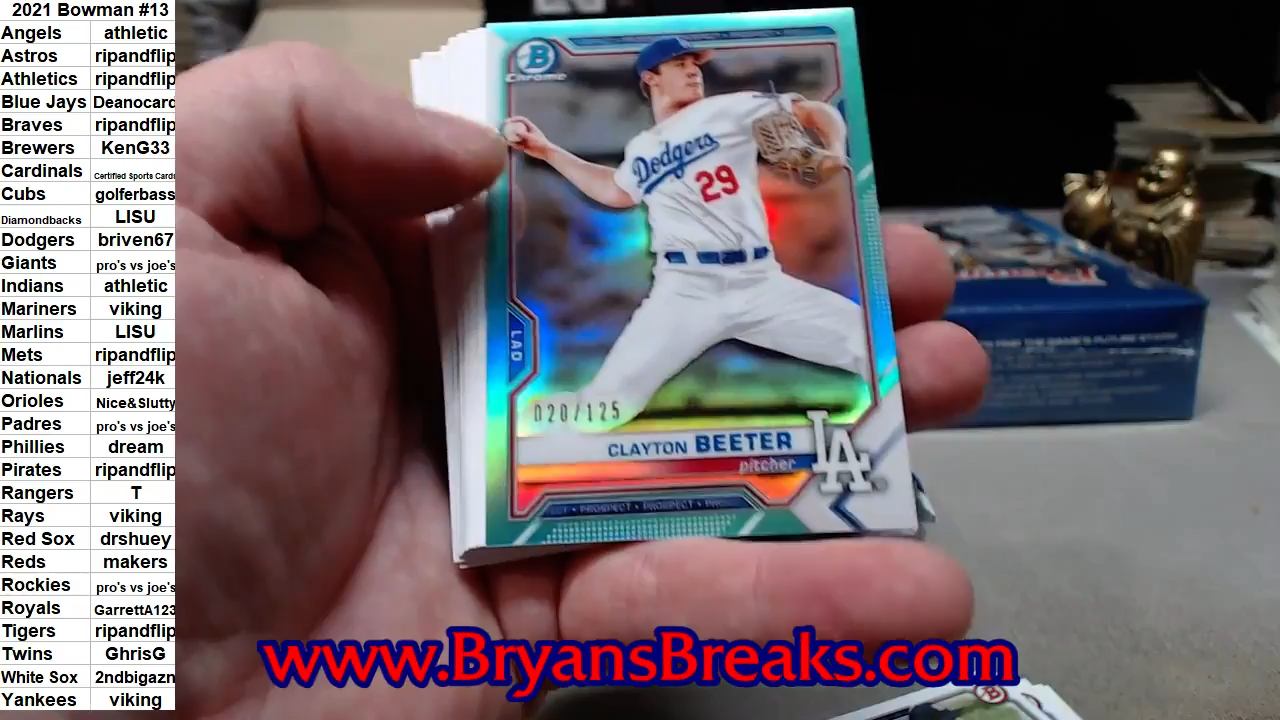 2021 Bowman #13
Angels athletic
Astros ripandflip
Athletics ripandflip
Blue Jays Deanocard
Braves ripandflip
Brewers KenG33
Cardinals Certified Sports Cards
Cubs golferbass
Diamondbacks LISU
Dodgers briven67
Giants pro's vs joe's
Indians athletic
Mariners viking
Marlins LISU
Mets ripandflip
Nationals jeff24k
Orioles Nice&Slutty
Padres pro's vs joe's
Phillies dream
Pirates ripandflip
Rangers T
Rays viking
Red Sox drshuey
Reds makers
Rockies pro's vs joe's
Royals GarrettA123
Tigers ripandflip
Twins GhrisG
White Sox 2ndbigazn
Yankees viking
B
Chrome
Dodgers
29
LAD
020/125
CLAYTON BEETER
pitcher
LA
PROSPECT • PROSPECT
www.BryansBreaks.com